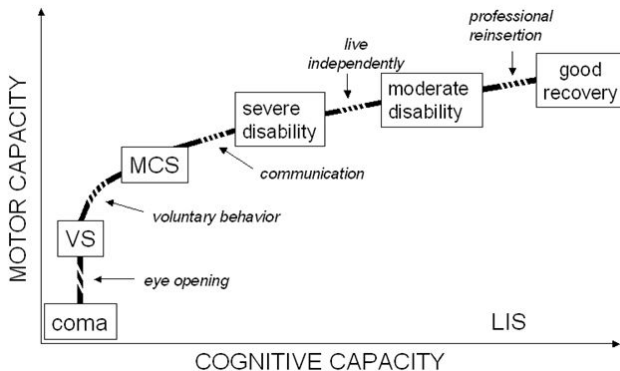 professional
reinsertion
live
independently
good
recovery
moderate
disability
severe
disability
communication
MCS
voluntary behavior
VS
eye opening
coma
LIS
MOTOR CAPACITY
COGNITIVE CAPACITY